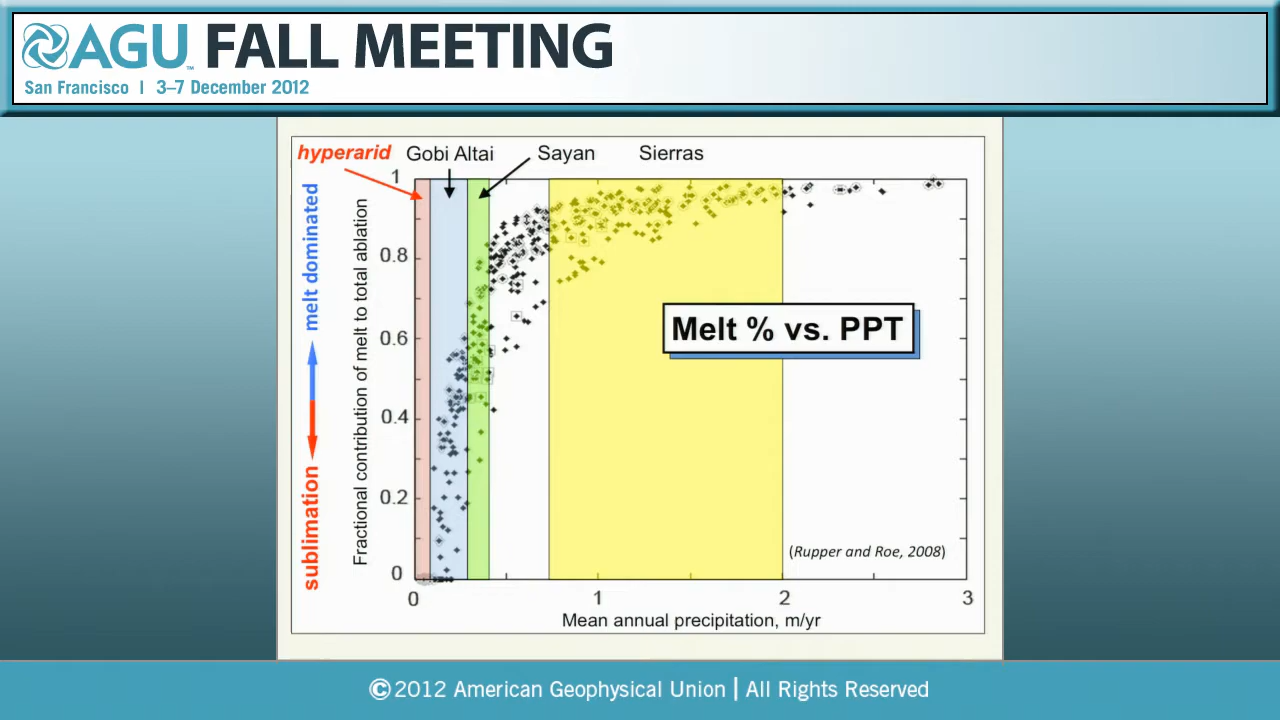 AGU FALL MEETING
San Francisco | 3–7 December 2012
hyperarid Gobi Altai Sayan Sierras
melt dominated
sublimation
Fractional contribution of melt to total ablation
1
0.8
0.6
0.4
0.2
0
Melt % vs. PPT
(Rupper and Roe, 2008)
0 1 2 3
Mean annual precipitation, m/yr
©2012 American Geophysical Union | All Rights Reserved